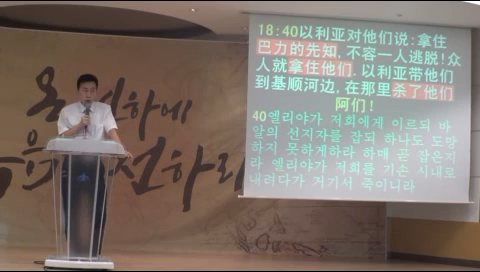 18:40以利亚对他们说:拿住
巴力的先知,不容一人逃脱!众
人就拿住他们.以利亚带他们
到基顺河边,在那里杀了他们
阿们!
40엘리야가 저희에게 이르되 바
알의 선지자를 잡되 하나도 도망
하지 못하게하라 하매 곧 잡은지
라 엘리야가 저희를 기손 시내로
내려다가 거기서 죽이니라